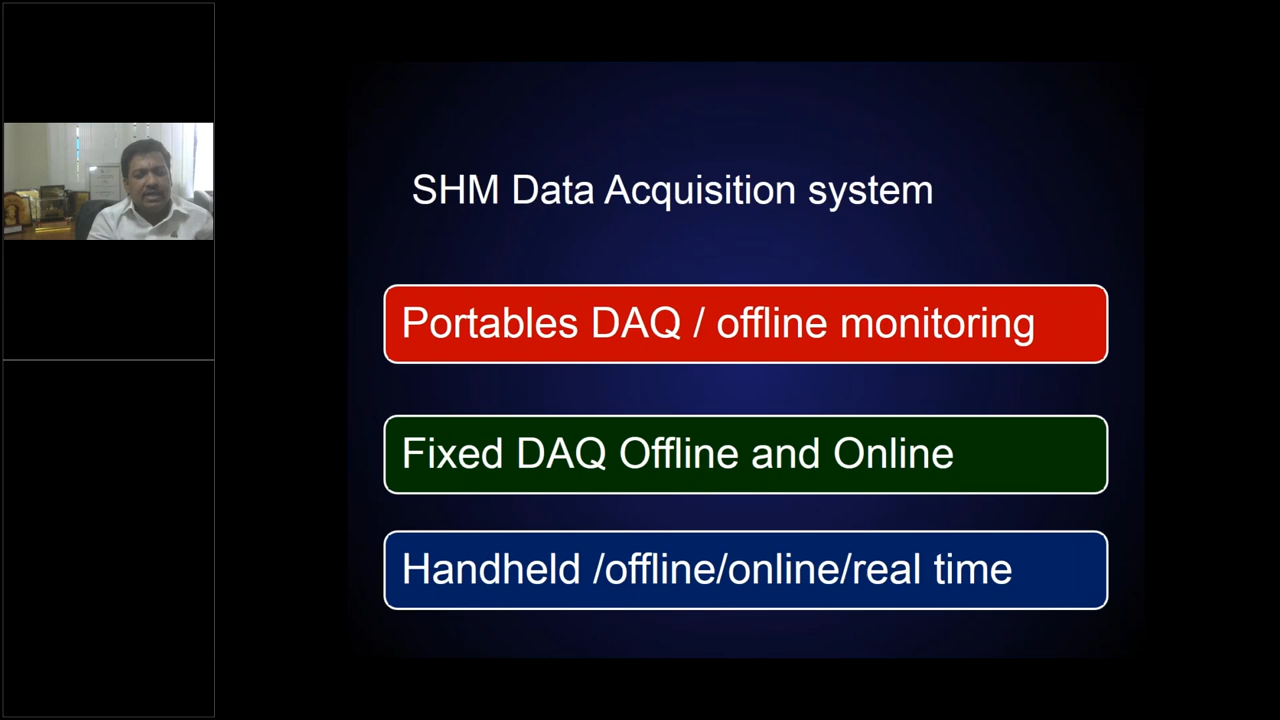 SHM Data Acquisition system
Portables DAQ / offline monitoring
Fixed DAQ Offline and Online
Handheld /offline/online/real time